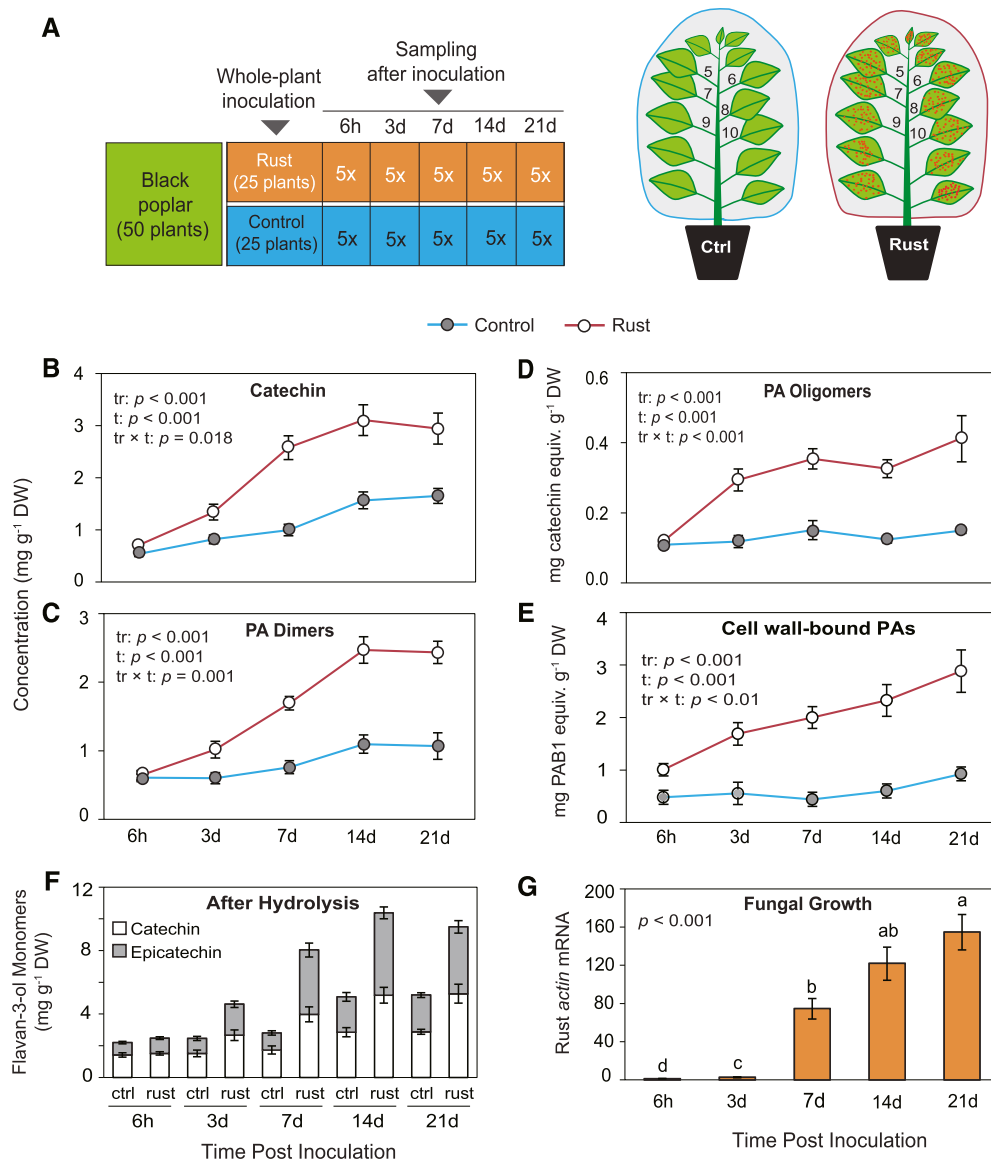 A
Whole-plant
inoculation
Sampling
after inoculation
6h 3d 7d 14d 21d
Black
poplar
(50 plants)
Rust
(25 plants)
5x 5x 5x 5x 5x
Control
(25 plants)
5x 5x 5x 5x 5x
5 6
7 8
9 10
Ctrl
5 6
7 8
9 10
Rust
Control Rust
B
Catechin
tr: p < 0.001
t: p < 0.001
tr × t: p = 0.018
4
3
2
1
0
Concentration (mg g-1 DW)
C
PA Dimers
tr: p < 0.001
t: p < 0.001
tr × t: p = 0.001
3
2
1
0
6h 3d 7d 14d 21d
D
PA Oligomers
tr: p < 0.001
t: p < 0.001
tr × t: p < 0.001
0.6
0.4
0.2
0.0
mg catechin equiv. g-1 DW
E
Cell wall-bound PAs
tr: p < 0.001
t: p < 0.001
tr × t: p < 0.01
4
3
2
1
0
mg PAB1 equiv. g-1 DW
6h 3d 7d 14d 21d
F
After Hydrolysis
Catechin
Epicatechin
12
8
4
0
Flavan-3-ol Monomers
(mg g-1 DW)
ctrl rust ctrl rust ctrl rust ctrl rust ctrl rust
6h 3d 7d 14d 21d
Time Post Inoculation
G
Fungal Growth
p < 0.001
200
160
120
80
40
0
Rust actin mRNA
d c b ab a
6h 3d 7d 14d 21d
Time Post Inoculation